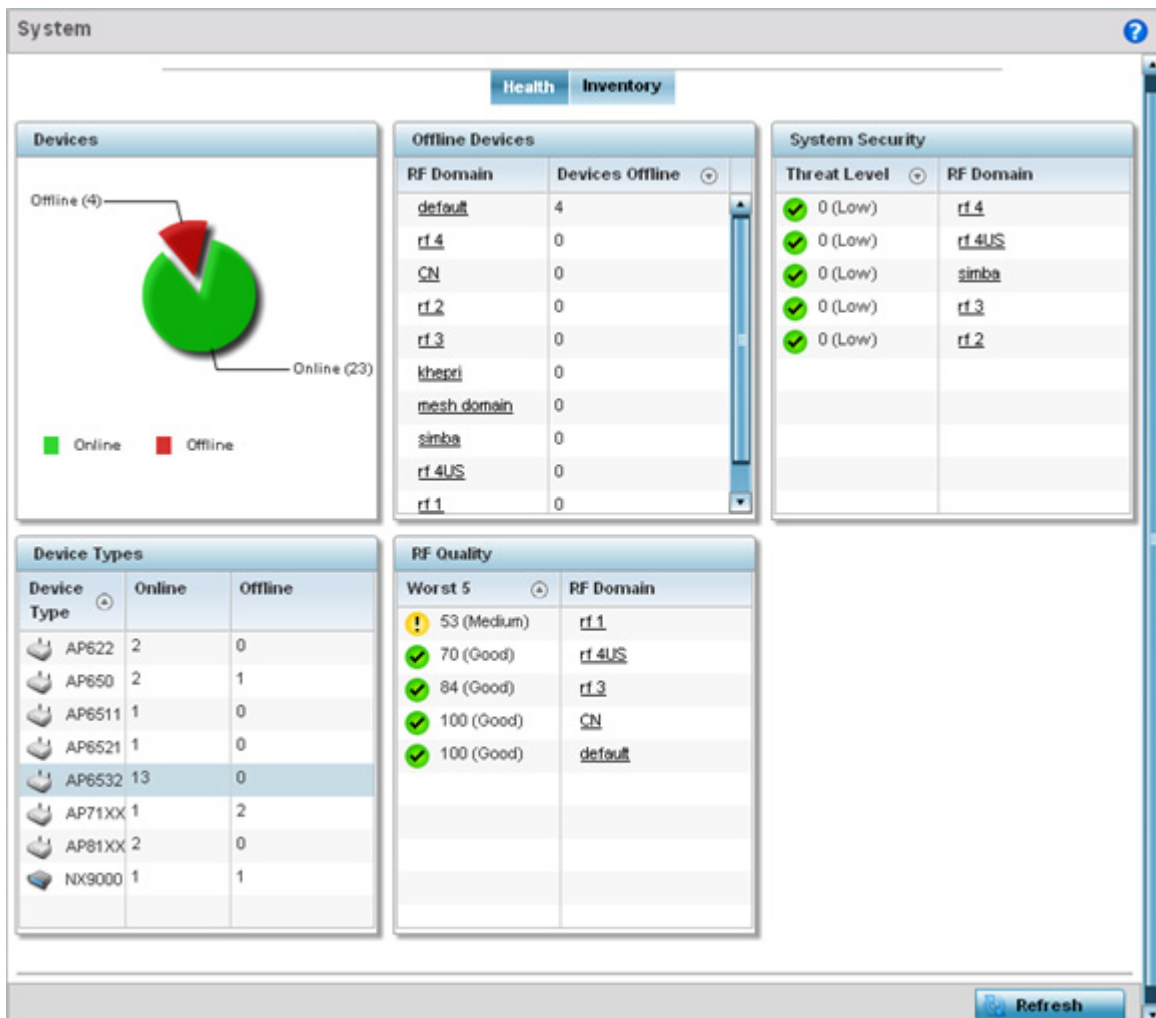 System
Health Inventory
Devices
Offline (4)
Online (23)
Online Offline
Offline Devices
RF Domain Devices Offline
default 4
rf 4 0
CN 0
rf 2 0
rf 3 0
khepri 0
mesh domain 0
simba 0
rf 4US 0
rf 1 0
System Security
Threat Level RF Domain
0 (Low) rf 4
0 (Low) rf 4US
0 (Low) simba
0 (Low) rf 3
0 (Low) rf 2
Device Types
Device Type Online Offline
AP622 2 0
AP650 2 1
AP6511 1 0
AP6521 1 0
AP6532 13 0
AP71XX 1 2
AP81XX 2 0
NX9000 1 1
RF Quality
Worst 5 RF Domain
53 (Medium) rf 1
70 (Good) rf 4US
84 (Good) rf 3
100 (Good) CN
100 (Good) default
Refresh